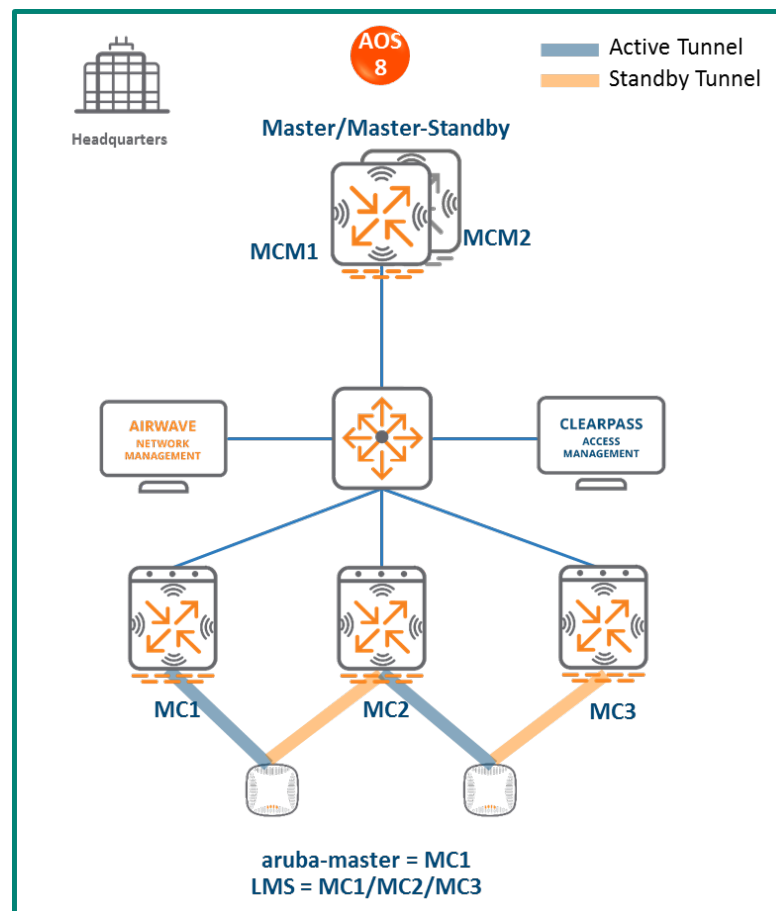 AOS
8
Active Tunnel
Standby Tunnel
Headquarters
Master/Master-Standby
MCM1
MCM2
AIRWAVE
NETWORK
MANAGEMENT
CLEARPASS
ACCESS
MANAGEMENT
MC1
MC2
MC3
aruba-master = MC1
LMS = MC1/MC2/MC3